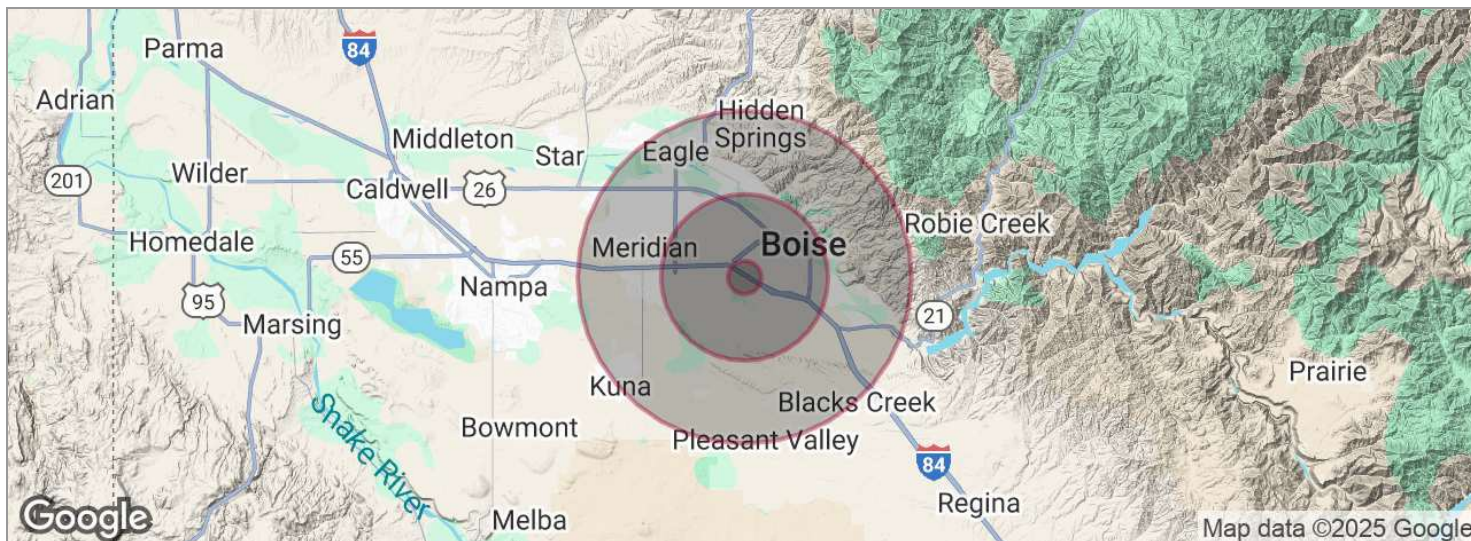 Parma
84
Adrian
Hidden
Springs
Middleton
Star
Eagle
201
Wilder
Caldwell
26
Robie Creek
Homedale
55
Meridian
Boise
Nampa
95
Marsing
21
Kuna
Prairie
Blacks Creek
Snake River
Bowmont
Pleasant Valley
84
Regina
Melba
Google
Map data ©2025 Google